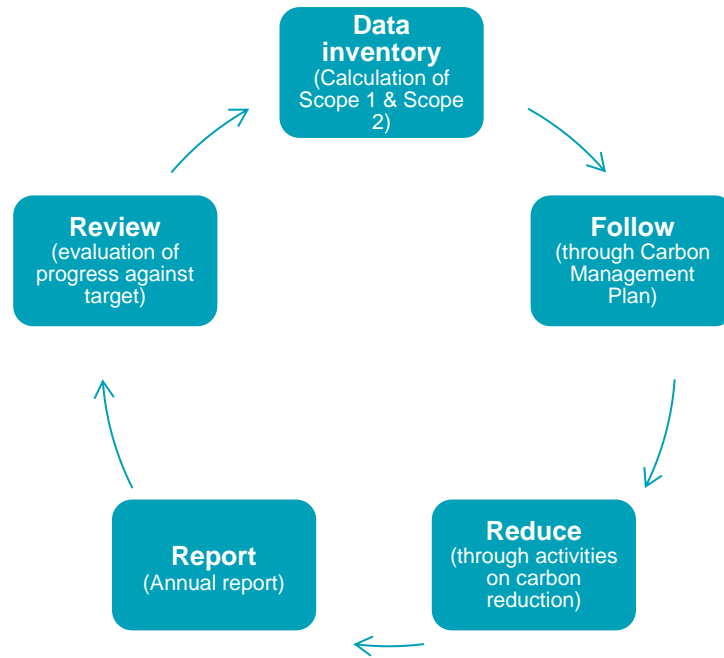 Data
inventory
(Calculation of
Scope 1 & Scope
2)
Follow
(through Carbon
Management
Plan)
Reduce
(through activities
on carbon
reduction)
Report
(Annual report)
Review
(evaluation of
progress against
target)